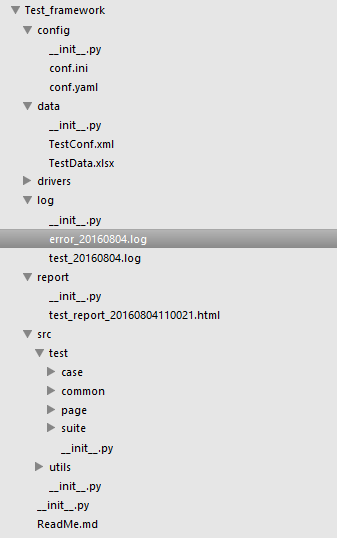 Test_framework
config
__init__.py
conf.ini
conf.yaml
data
__init__.py
TestConf.xml
TestData.xlsx
drivers
log
__init__.py
error_20160804.log
test_20160804.log
report
__init__.py
test_report_20160804110021.html
src
test
case
common
page
suite
__init__.py
utils
__init__.py
__init__.py
ReadMe.md